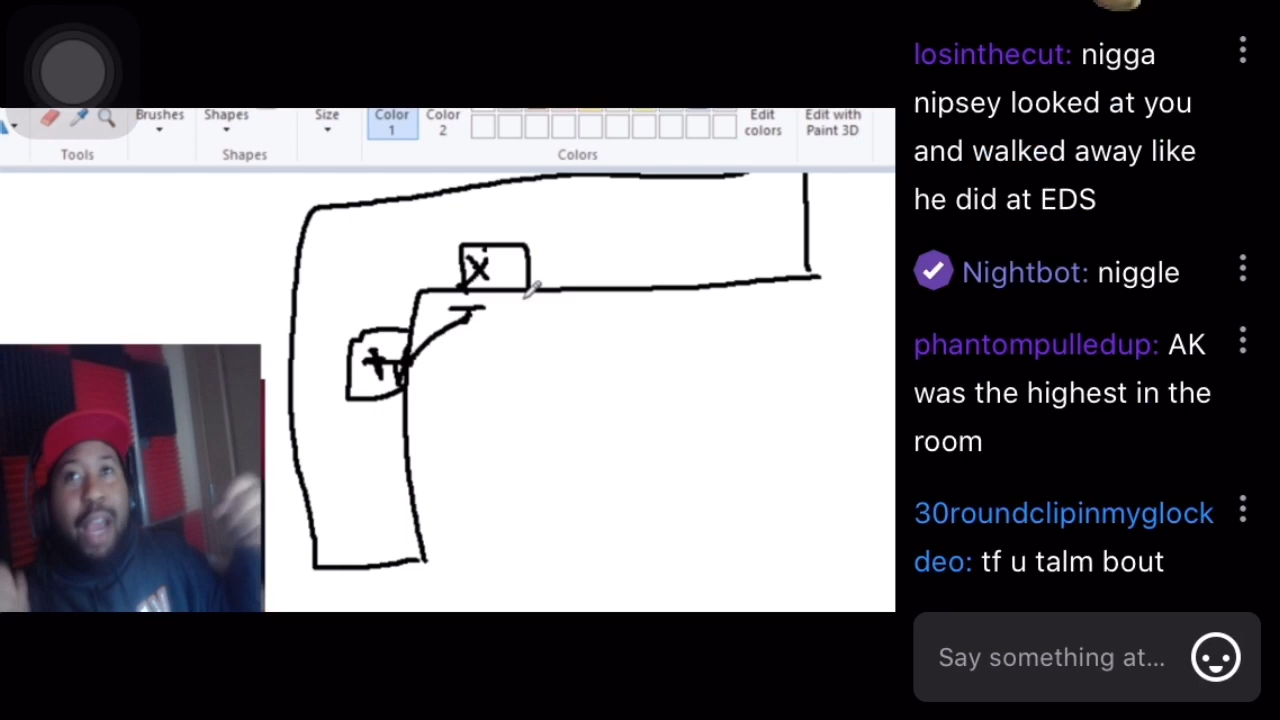 Brushes Shapes Size Color 1 Color 2 Edit colors Edit with Paint 3D
Tools Shapes Colors
X
losinthecut: nigga
nipsey looked at you
and walked away like
he did at EDS
Nightbot: niggle
phantompulledup: AK
was the highest in the
room
30roundclipinmyglock
deo: tf u talm bout
Say something at...